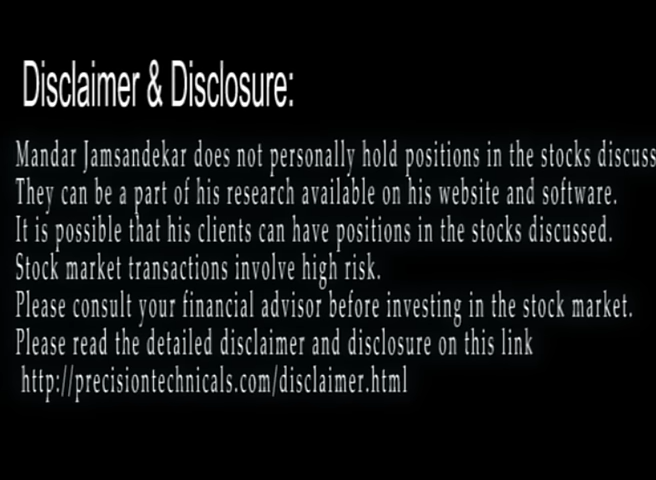 Disclaimer & Disclosure:
Mandar Jamsandekar does not personally hold positions in the stocks discuss
They can be a part of his research available on his website and software.
It is possible that his clients can have positions in the stocks discussed.
Stock market transactions involve high risk.
Please consult your financial advisor before investing in the stock market.
Please read the detailed disclaimer and disclosure on this link
http://precisiontechnicals.com/disclaimer.html